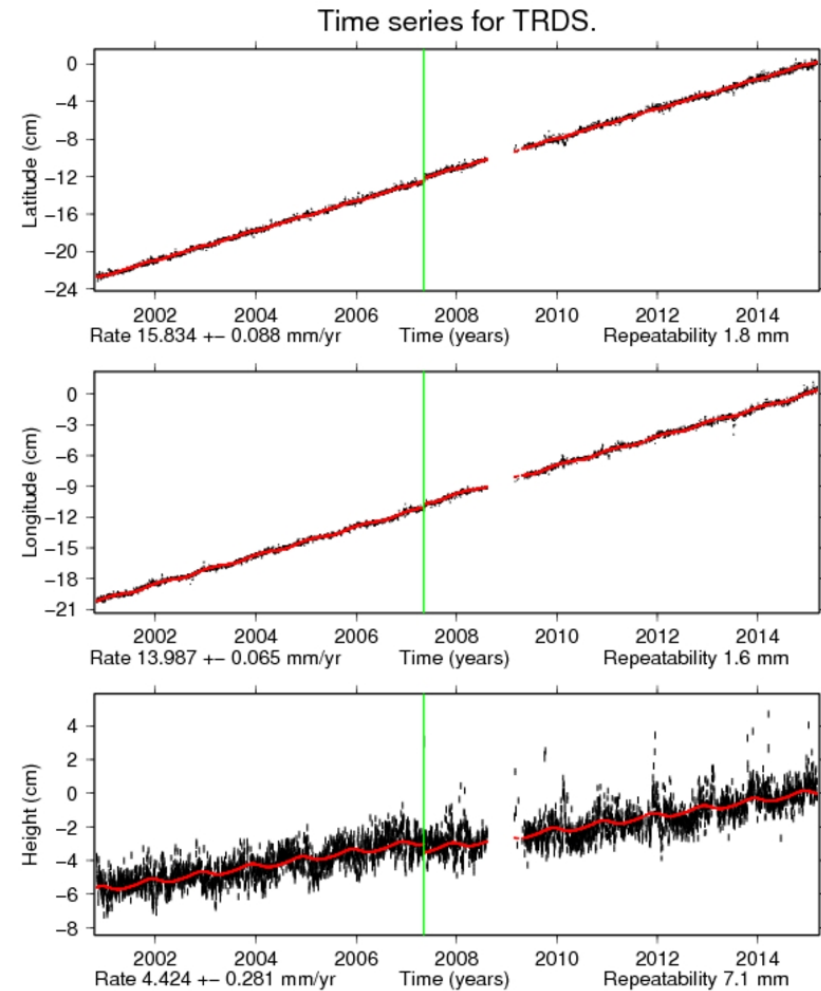 Time series for TRDS.
0
−4
−8
−12
−16
−20
−24
Latitude (cm)
2002 2004 2006 2008 2010 2012 2014
Rate 15.834 +− 0.088 mm/yr Time (years) Repeatability 1.8 mm
0
−3
−6
−9
−12
−15
−18
−21
Longitude (cm)
2002 2004 2006 2008 2010 2012 2014
Rate 13.987 +− 0.065 mm/yr Time (years) Repeatability 1.6 mm
4
2
0
−2
−4
−6
−8
Height (cm)
2002 2004 2006 2008 2010 2012 2014
Rate 4.424 +− 0.281 mm/yr Time (years) Repeatability 7.1 mm